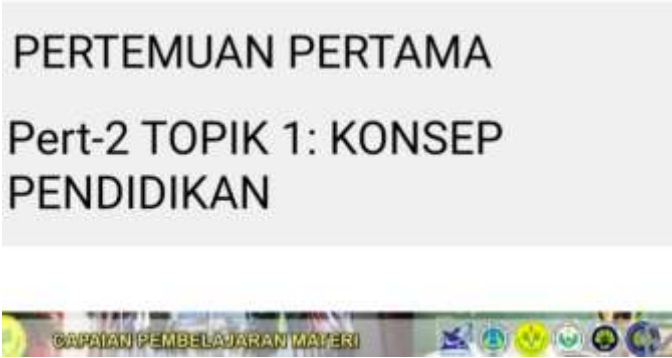 PERTEMUAN PERTAMA
Pert-2 TOPIK 1: KONSEP
PENDIDIKAN
CAPAIAN PEMBELAJARAN MATERI